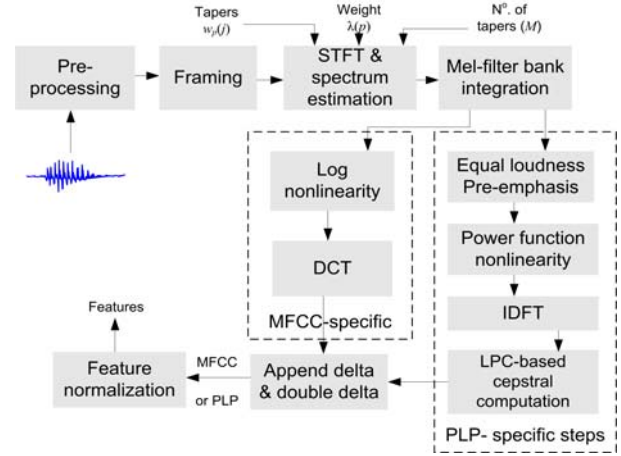 Tapers
wₚ(j)
Weight
λ(p)
Nº. of
tapers (M)
Pre-
processing
Framing
STFT &
spectrum
estimation
Mel-filter bank
integration
Log
nonlinearity
DCT
MFCC-specific
Equal loudness
Pre-emphasis
Power function
nonlinearity
IDFT
LPC-based
cepstral
computation
PLP- specific steps
Append delta
& double delta
MFCC
or PLP
Feature
normalization
Features